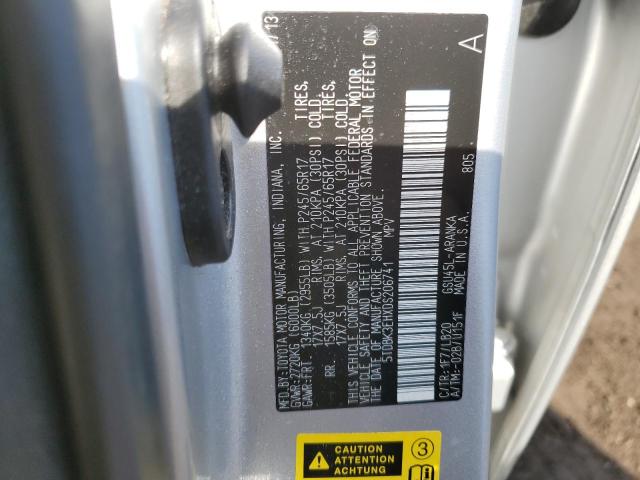 MFD.BY:TOYOTA MOTOR MANUFACTURING, INDIANA, INC. /13
GVWR:2720KG (6000LB)
GAWR:FRT. 1340KG (2955LB) WITH P245/65R17 TIRES,
17X7.5J RIMS, AT 210KPA (30PSI) COLD.
RR. 1585KG (3505LB) WITH P245/65R17 TIRES,
17X7.5J RIMS, AT 210KPA (30PSI) COLD.
THIS VEHICLE CONFORMS TO ALL APPLICABLE FEDERAL MOTOR
VEHICLE SAFETY AND THEFT PREVENTION STANDARDS IN EFFECT ON
THE DATE OF MANUFACTURE SHOWN ABOVE.
5TDBK3EHXDS206741 MPV
C/TR:1F7/LB20 GSU45L-ARANKA A
A/TM:-02B/U151F MADE IN U.S.A. 805
CAUTION
ATTENTION
ACHTUNG
3